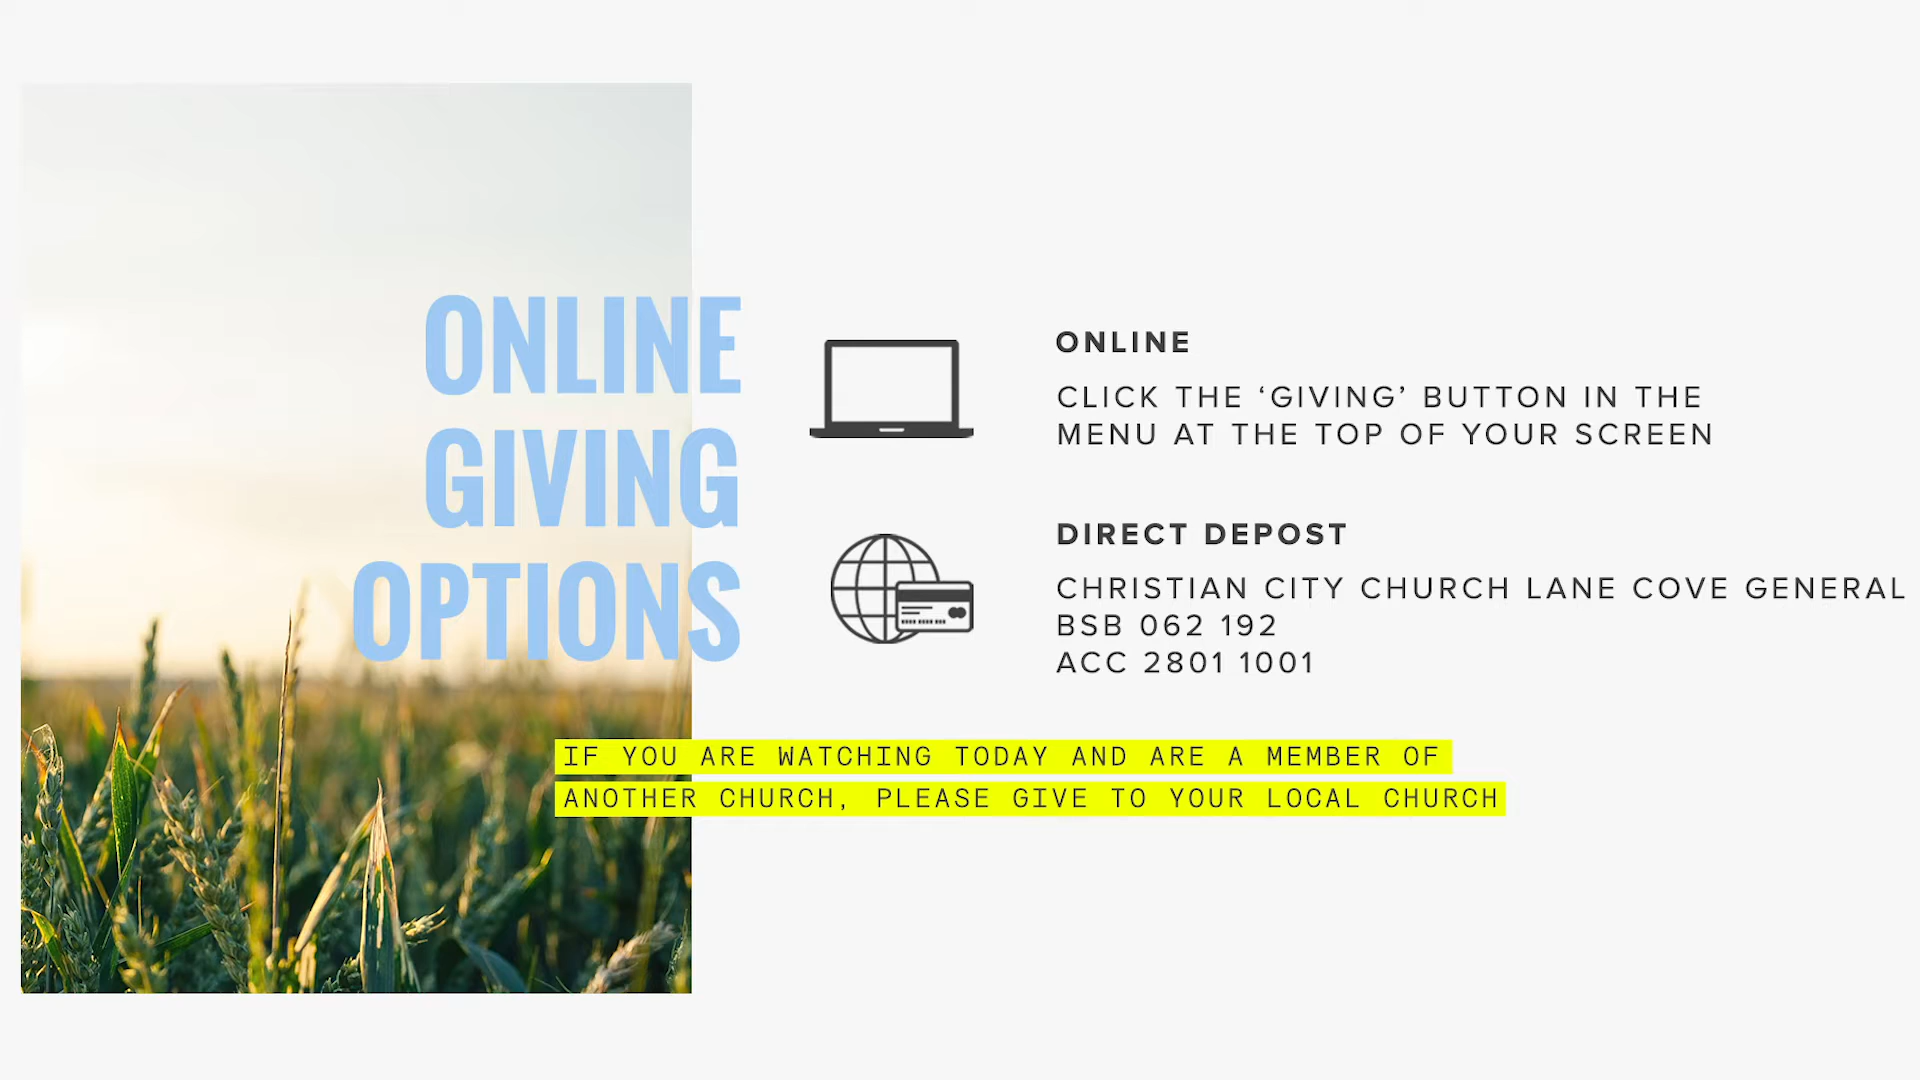 ONLINE
GIVING
OPTIONS
ONLINE
CLICK THE ‘GIVING’ BUTTON IN THE
MENU AT THE TOP OF YOUR SCREEN
DIRECT DEPOST
CHRISTIAN CITY CHURCH LANE COVE GENERAL
BSB 062 192
ACC 2801 1001
IF YOU ARE WATCHING TODAY AND ARE A MEMBER OF
ANOTHER CHURCH, PLEASE GIVE TO YOUR LOCAL CHURCH